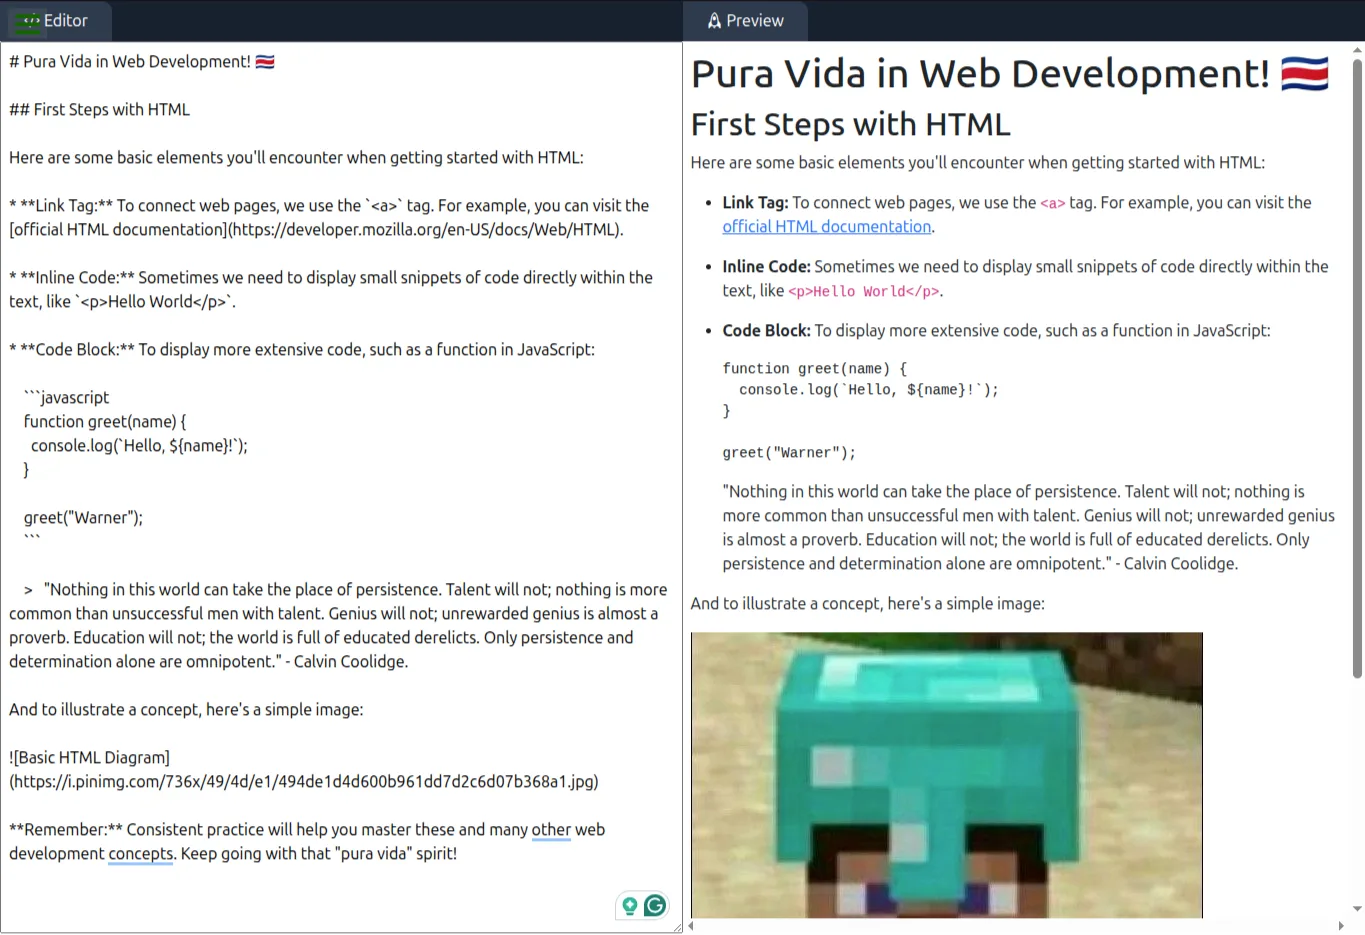 </> Editor
# Pura Vida in Web Development! 🇨🇷
## First Steps with HTML
Here are some basic elements you'll encounter when getting started with HTML:
* **Link Tag:** To connect web pages, we use the `<a>` tag. For example, you can visit the
[official HTML documentation](https://developer.mozilla.org/en-US/docs/Web/HTML).
* **Inline Code:** Sometimes we need to display small snippets of code directly within the
text, like `<p>Hello World</p>`.
* **Code Block:** To display more extensive code, such as a function in JavaScript:
```javascript
function greet(name) {
console.log(`Hello, ${name}!`);
}
greet("Warner");
```
> "Nothing in this world can take the place of persistence. Talent will not; nothing is more
common than unsuccessful men with talent. Genius will not; unrewarded genius is almost a
proverb. Education will not; the world is full of educated derelicts. Only persistence and
determination alone are omnipotent." - Calvin Coolidge.
And to illustrate a concept, here's a simple image:
![Basic HTML Diagram]
(https://i.pinimg.com/736x/49/4d/e1/494de1d4d600b961dd7d2c6d07b368a1.jpg)
**Remember:** Consistent practice will help you master these and many other web
development concepts. Keep going with that "pura vida" spirit!
Preview
Pura Vida in Web Development! 🇨🇷
First Steps with HTML
Here are some basic elements you'll encounter when getting started with HTML:
• Link Tag: To connect web pages, we use the <a> tag. For example, you can visit the
official HTML documentation.
• Inline Code: Sometimes we need to display small snippets of code directly within the
text, like <p>Hello World</p>.
• Code Block: To display more extensive code, such as a function in JavaScript:
function greet(name) {
console.log(`Hello, ${name}!`);
}
greet("Warner");
"Nothing in this world can take the place of persistence. Talent will not; nothing is
more common than unsuccessful men with talent. Genius will not; unrewarded genius
is almost a proverb. Education will not; the world is full of educated derelicts. Only
persistence and determination alone are omnipotent." - Calvin Coolidge.
And to illustrate a concept, here's a simple image: